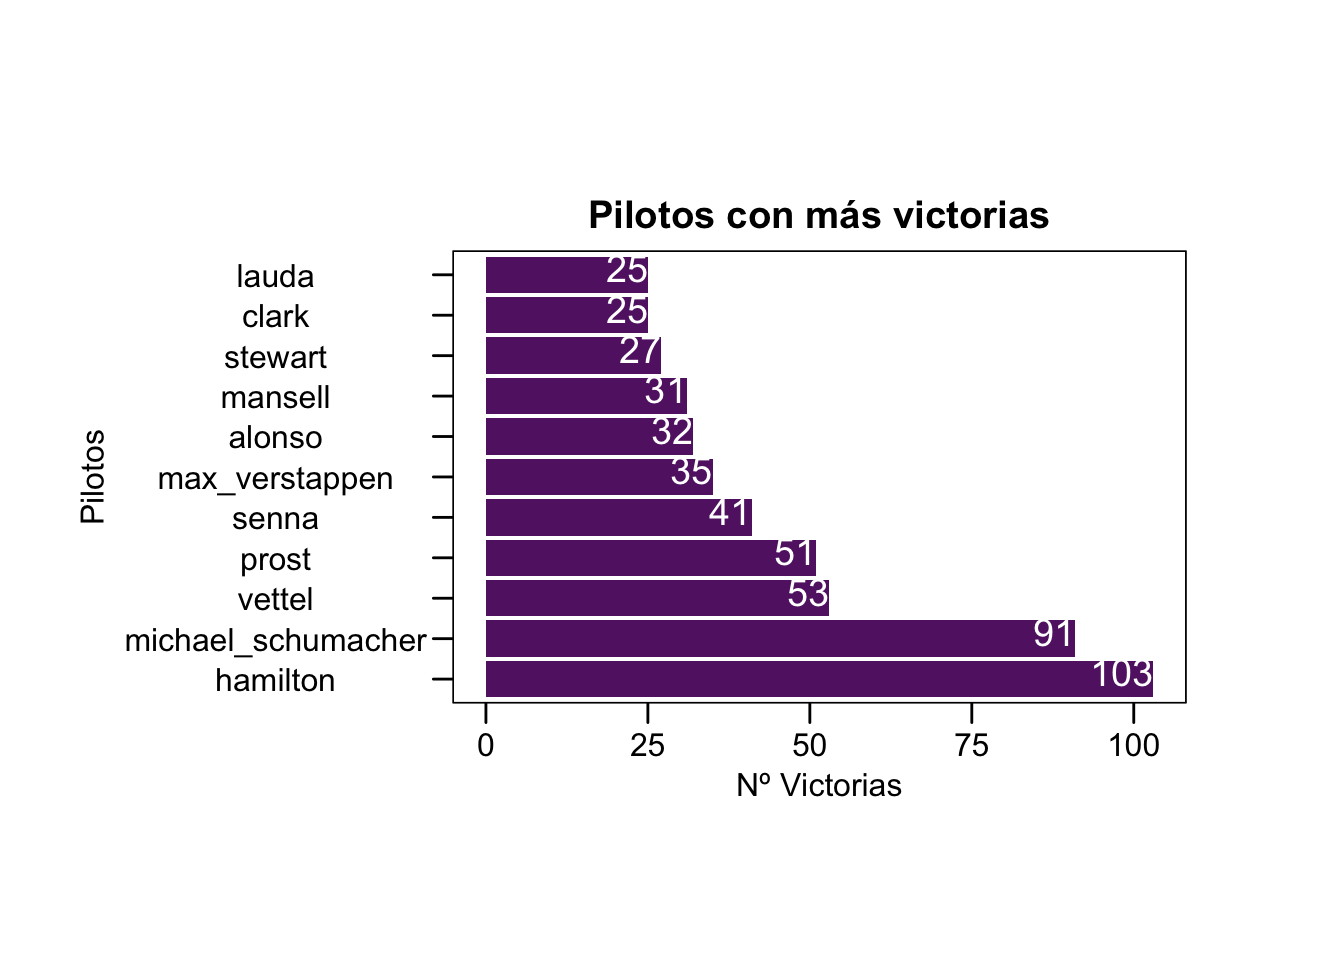 Pilotos con más victorias
Pilotos
lauda 25
clark 25
stewart 27
mansell 31
alonso 32
max_verstappen 35
senna 41
prost 51
vettel 53
michael_schumacher 91
hamilton 103
0 25 50 75 100
Nº Victorias